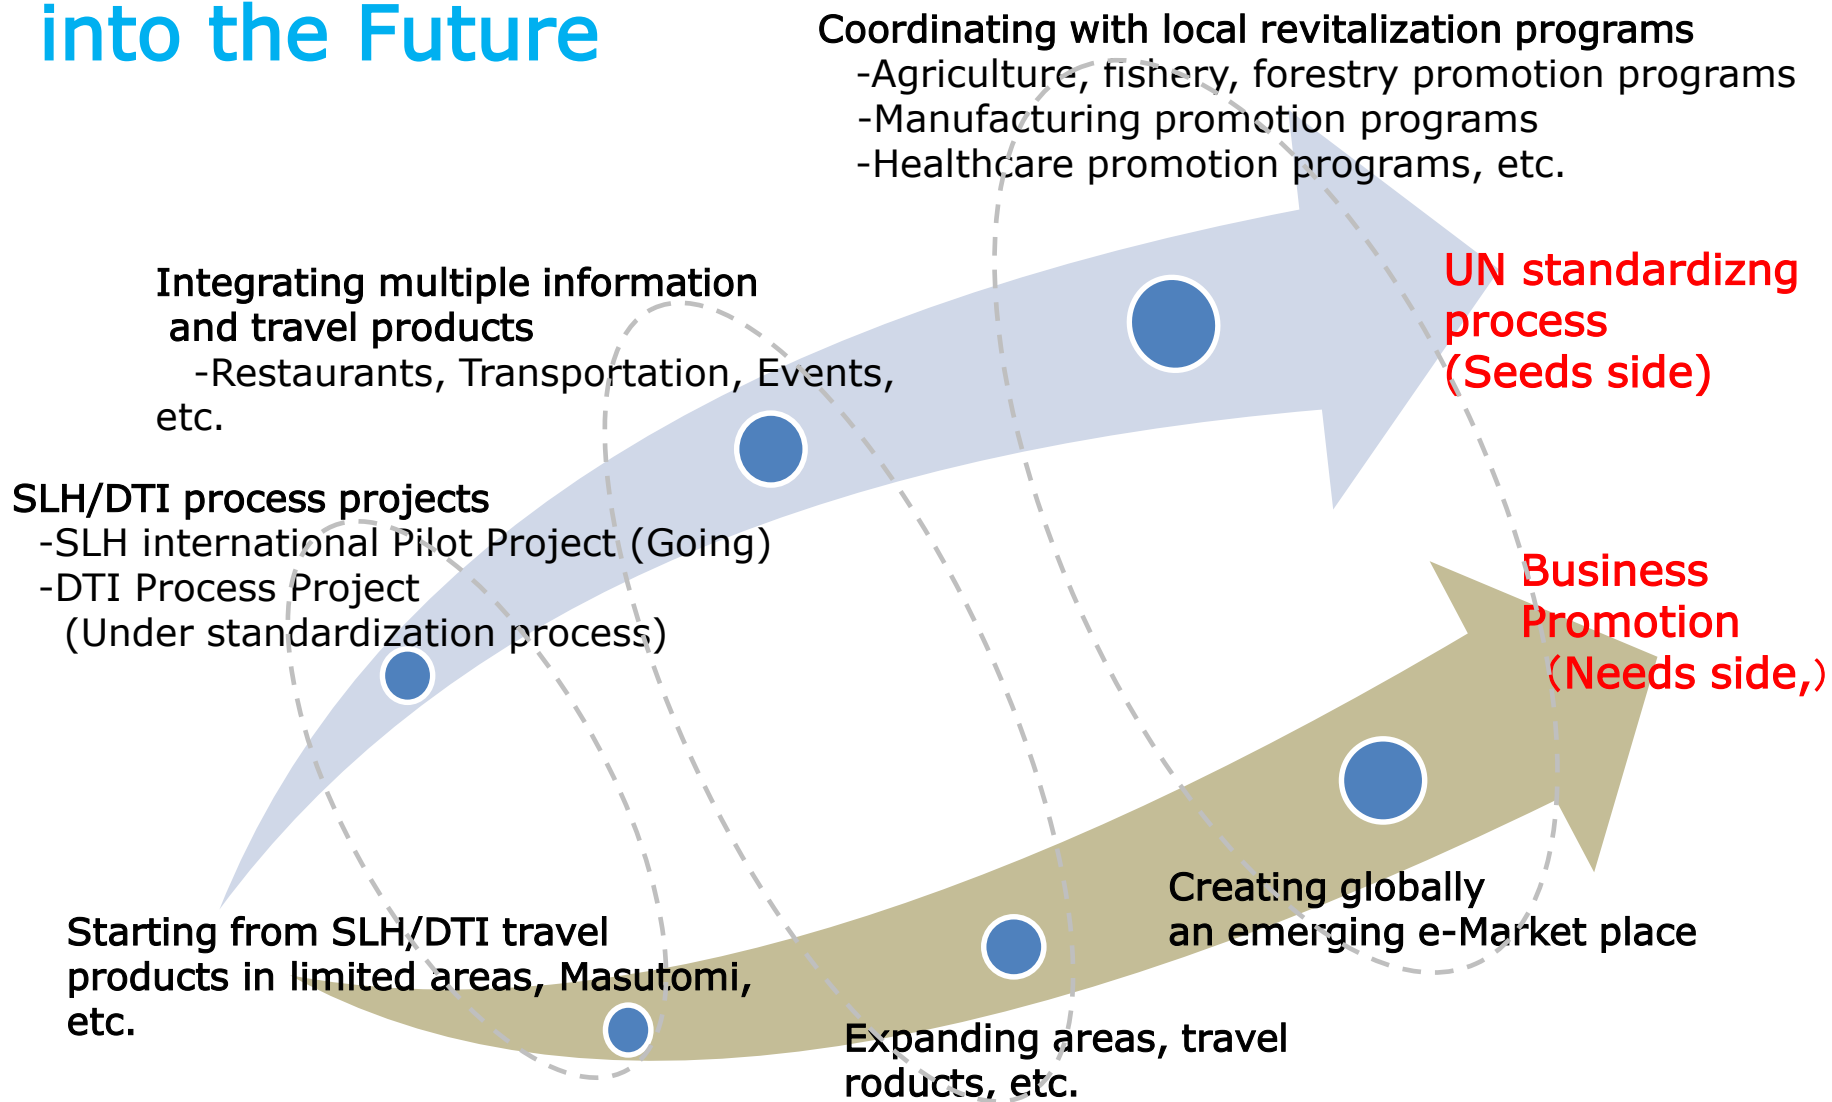 into the Future
Coordinating with local revitalization programs
-Agriculture, fishery, forestry promotion programs
-Manufacturing promotion programs
-Healthcare promotion programs, etc.
Integrating multiple information
and travel products
-Restaurants, Transportation, Events,
etc.
UN standardizng
process
(Seeds side)
SLH/DTI process projects
-SLH international Pilot Project (Going)
-DTI Process Project
(Under standardization process)
Business
Promotion
(Needs side,)
Starting from SLH/DTI travel
products in limited areas, Masutomi,
etc.
Creating globally
an emerging e-Market place
Expanding areas, travel
roducts, etc.